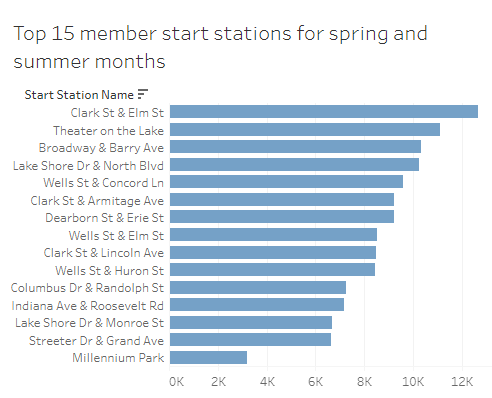 Top 15 member start stations for spring and
summer months
Start Station Name
Clark St & Elm St
Theater on the Lake
Broadway & Barry Ave
Lake Shore Dr & North Blvd
Wells St & Concord Ln
Clark St & Armitage Ave
Dearborn St & Erie St
Wells St & Elm St
Clark St & Lincoln Ave
Wells St & Huron St
Columbus Dr & Randolph St
Indiana Ave & Roosevelt Rd
Lake Shore Dr & Monroe St
Streeter Dr & Grand Ave
Millennium Park
0K 2K 4K 6K 8K 10K 12K